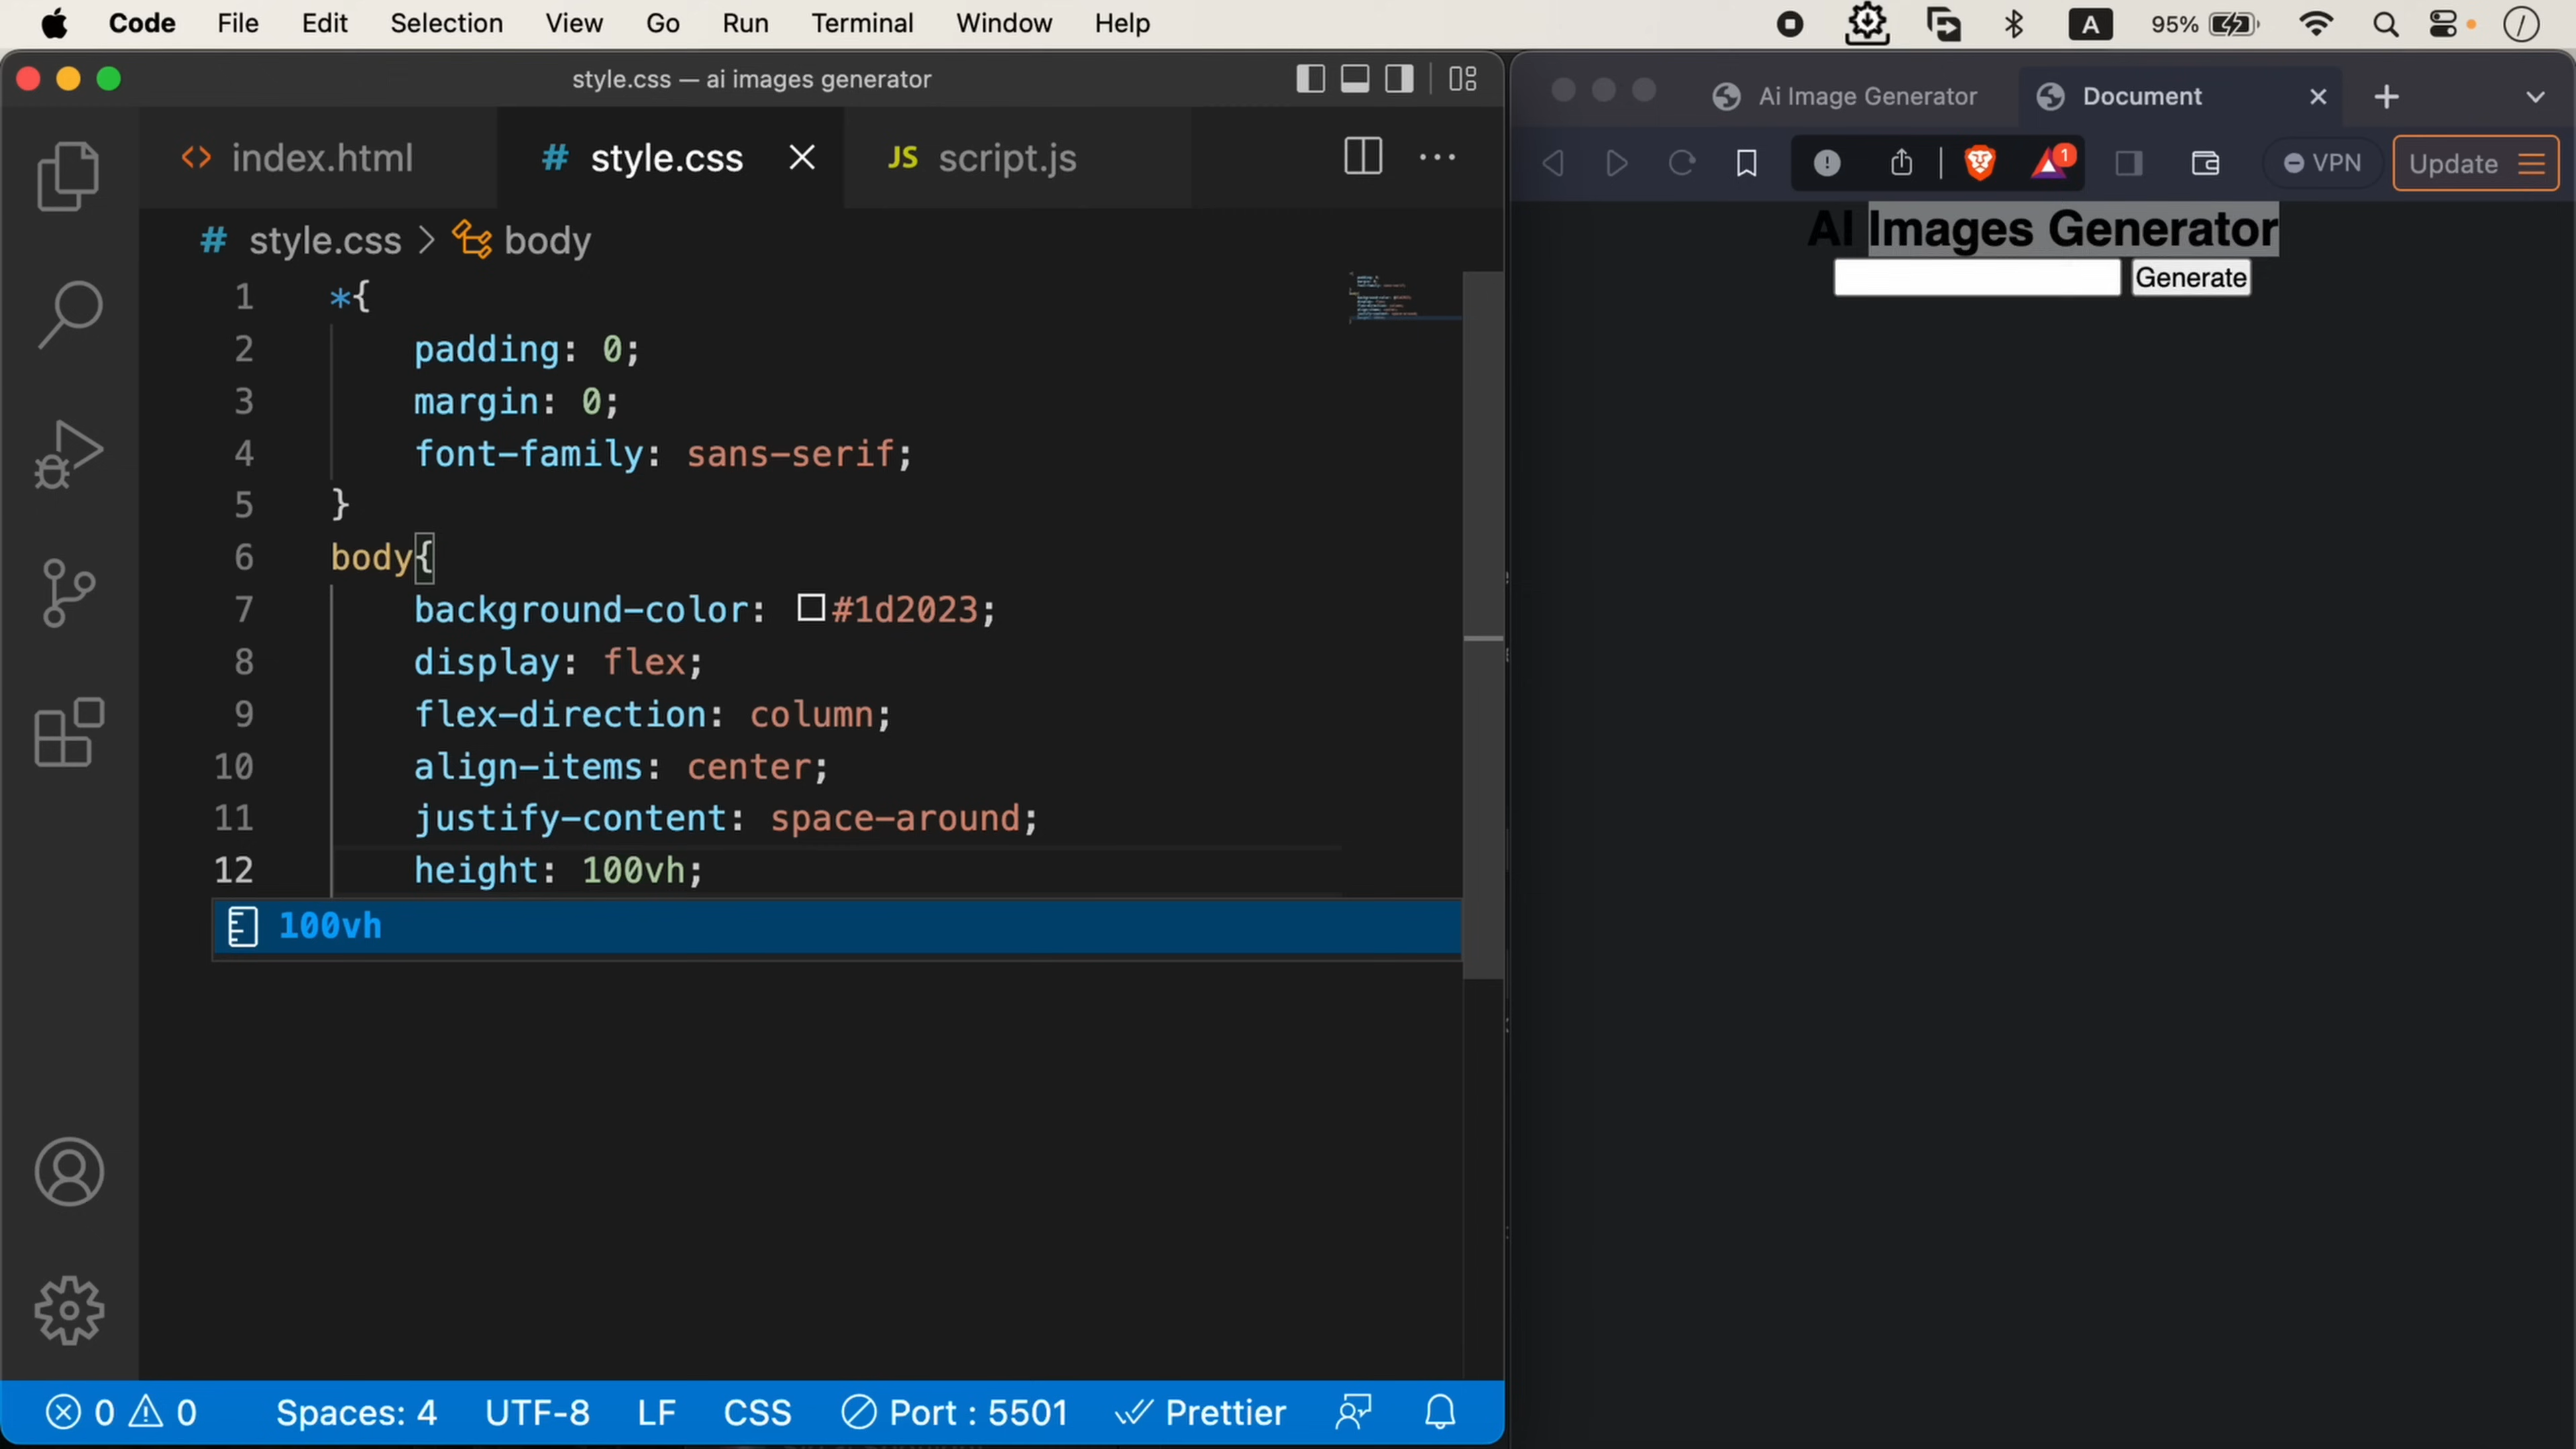 Code File Edit Selection View Go Run Terminal Window Help A 95%
style.css — ai images generator
index.html
# style.css
JS script.js
# style.css > body
1 *{
2 padding: 0;
3 margin: 0;
4 font-family: sans-serif;
5 }
6 body{
7 background-color: #1d2023;
8 display: flex;
9 flex-direction: column;
10 align-items: center;
11 justify-content: space-around;
12 height: 100vh;
100vh
0 0 Spaces: 4 UTF-8 LF CSS Port : 5501 Prettier
Ai Image Generator
Document
1 VPN Update
AI Images Generator
Generate